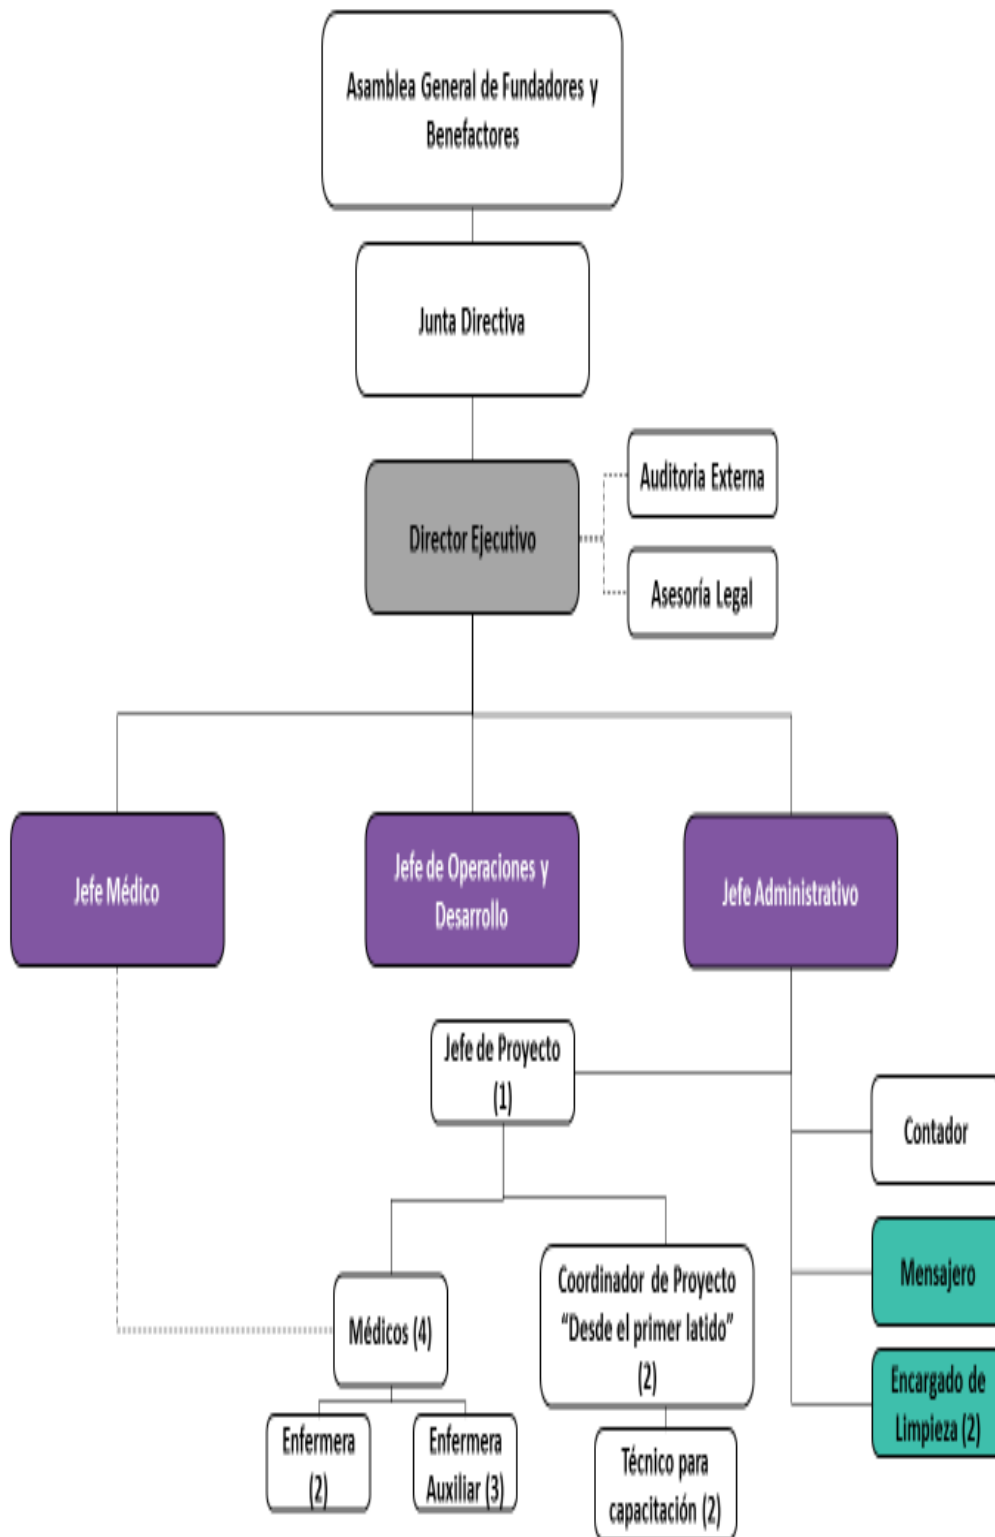 Asamblea General de Fundadores y
Benefactores
Junta Directiva
Director Ejecutivo
Auditoria Externa
Asesoría Legal
Jefe Médico
Jefe de Operaciones y
Desarrollo
Jefe Administrativo
Jefe de Proyecto
(1)
Contador
Mensajero
Encargado de
Limpieza (2)
Médicos (4)
Coordinador de Proyecto
“Desde el primer latido”
(2)
Enfermera
(2)
Enfermera
Auxiliar (3)
Técnico para
capacitación (2)